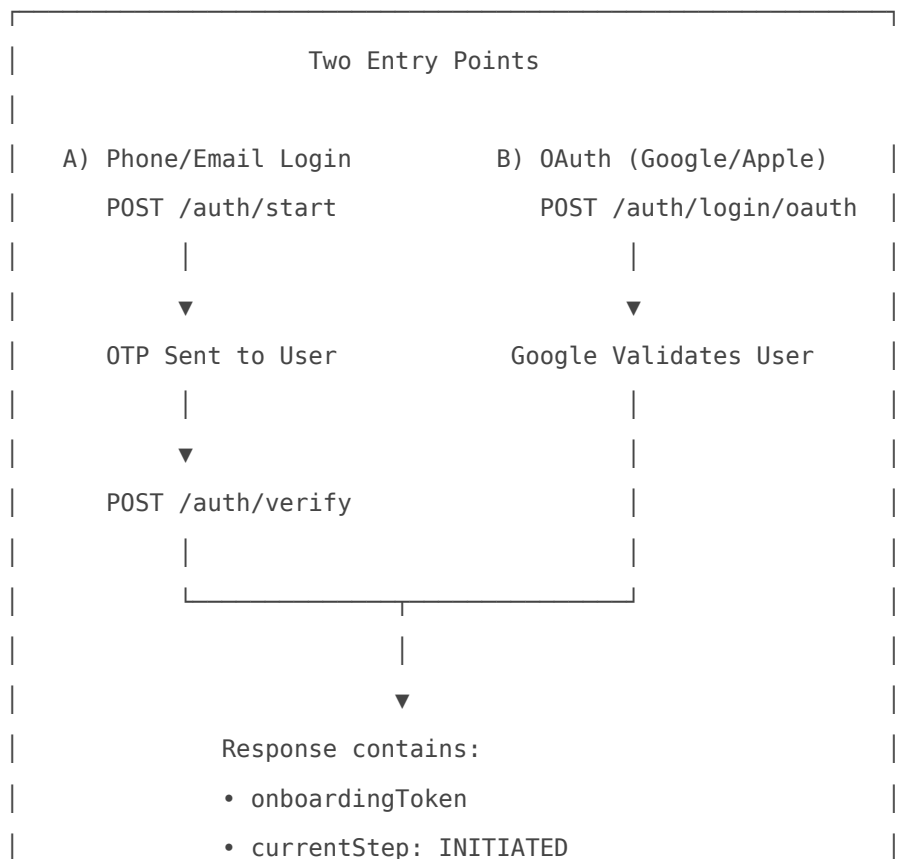 Two Entry Points
A) Phone/Email Login B) OAuth (Google/Apple)
POST /auth/start POST /auth/login/oauth
OTP Sent to User Google Validates User
POST /auth/verify
Response contains:
• onboardingToken
• currentStep: INITIATED